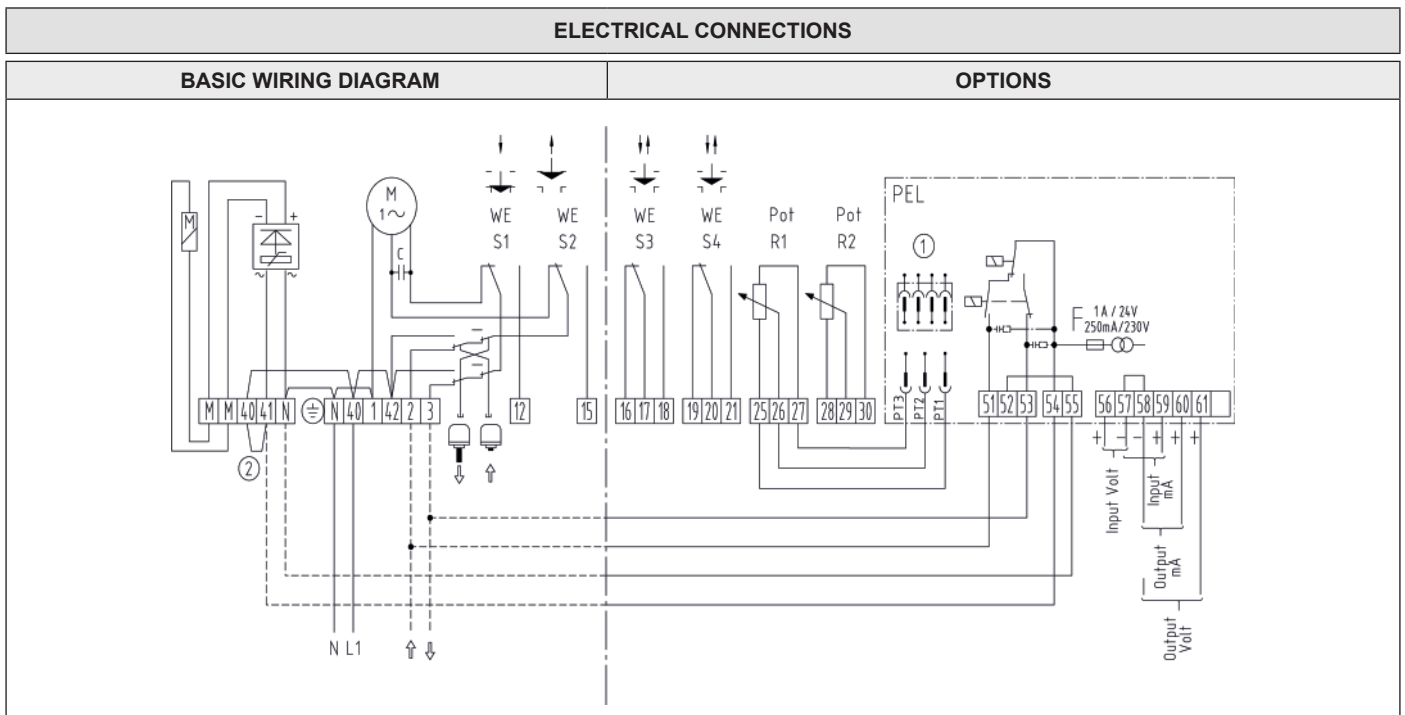 ELECTRICAL CONNECTIONS
BASIC WIRING DIAGRAM
OPTIONS
M
- +
~ ~
M
1~
C
WE
S1
WE
S2
WE
S3
WE
S4
Pot
R1
Pot
R2
PEL
1
F 1A / 24V
250mA/230V
PT3
PT2
PT1
M M 40 41 N N 40 1 42 2 3
12
15
16 17 18
19 20 21
25 26 27
28 29 30
51 52 53
54 55
56 57 58 59 60 61
2
+ - - + + +
Input Volt
Input
mA
Output
mA
Output
Volt
N L1